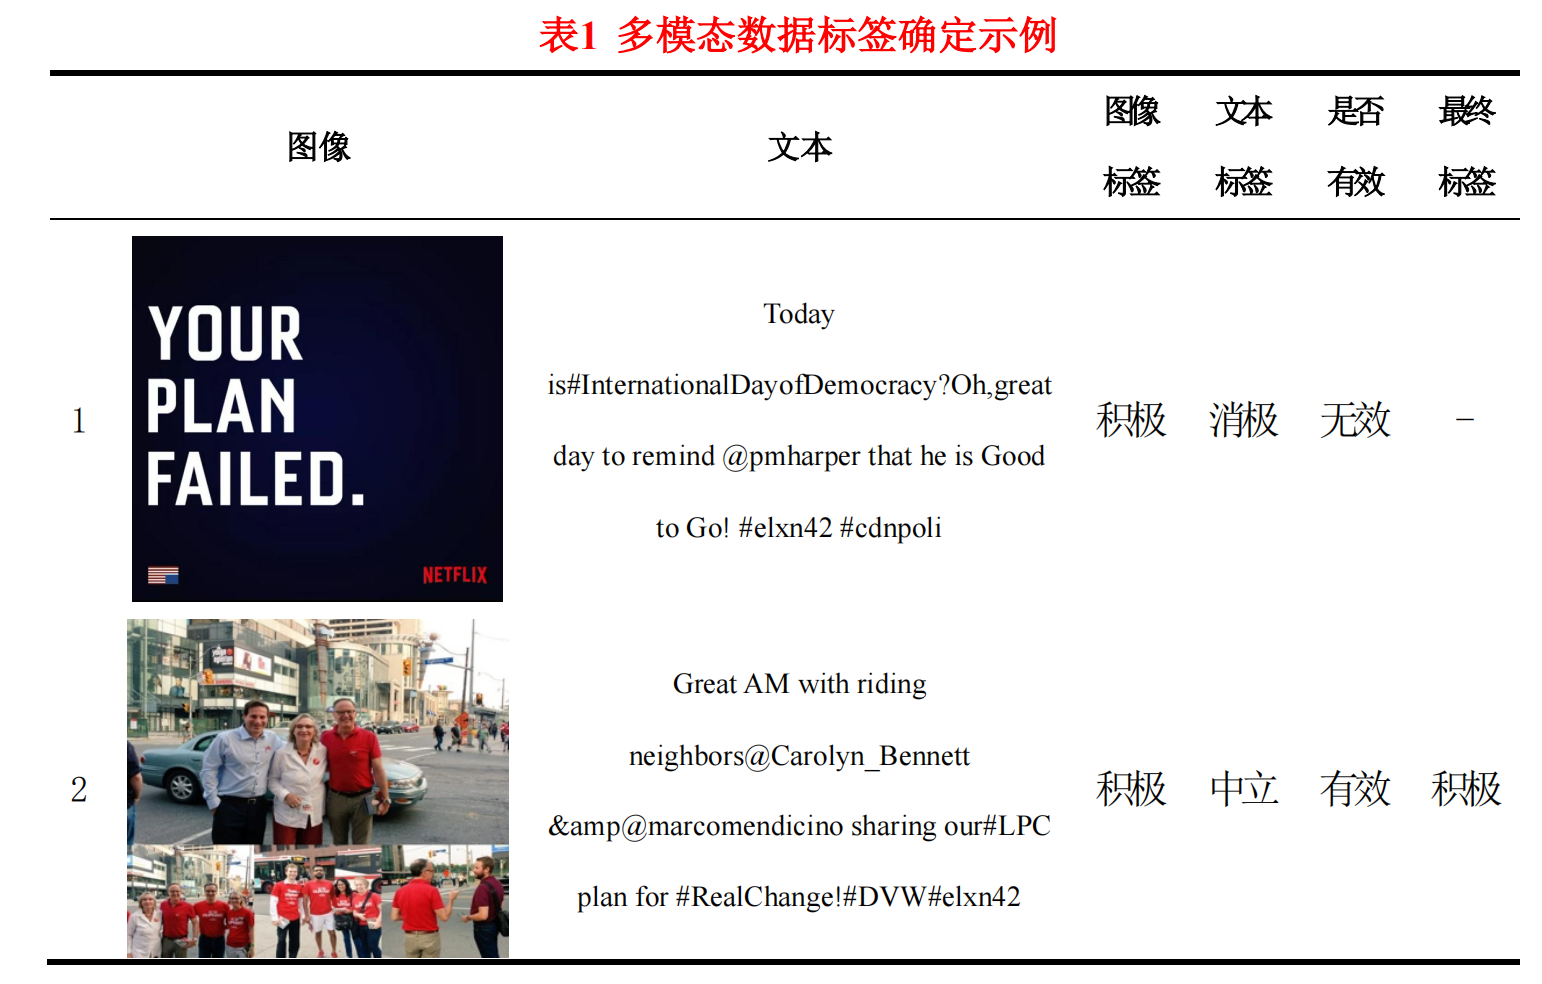 表1 多模态数据标签确定示例
图像 文本 图像标签 文本标签 是否有效 最终标签
1
YOUR
PLAN
FAILED.
NETFLIX
Today
is#InternationalDayofDemocracy?Oh,great
day to remind @pmharper that he is Good
to Go! #elxn42 #cdnpoli
积极 消极 无效 -
2
Great AM with riding
neighbors@Carolyn_Bennett
&amp@marcomendicino sharing our#LPC
plan for #RealChange!#DVW#elxn42
积极 中立 有效 积极